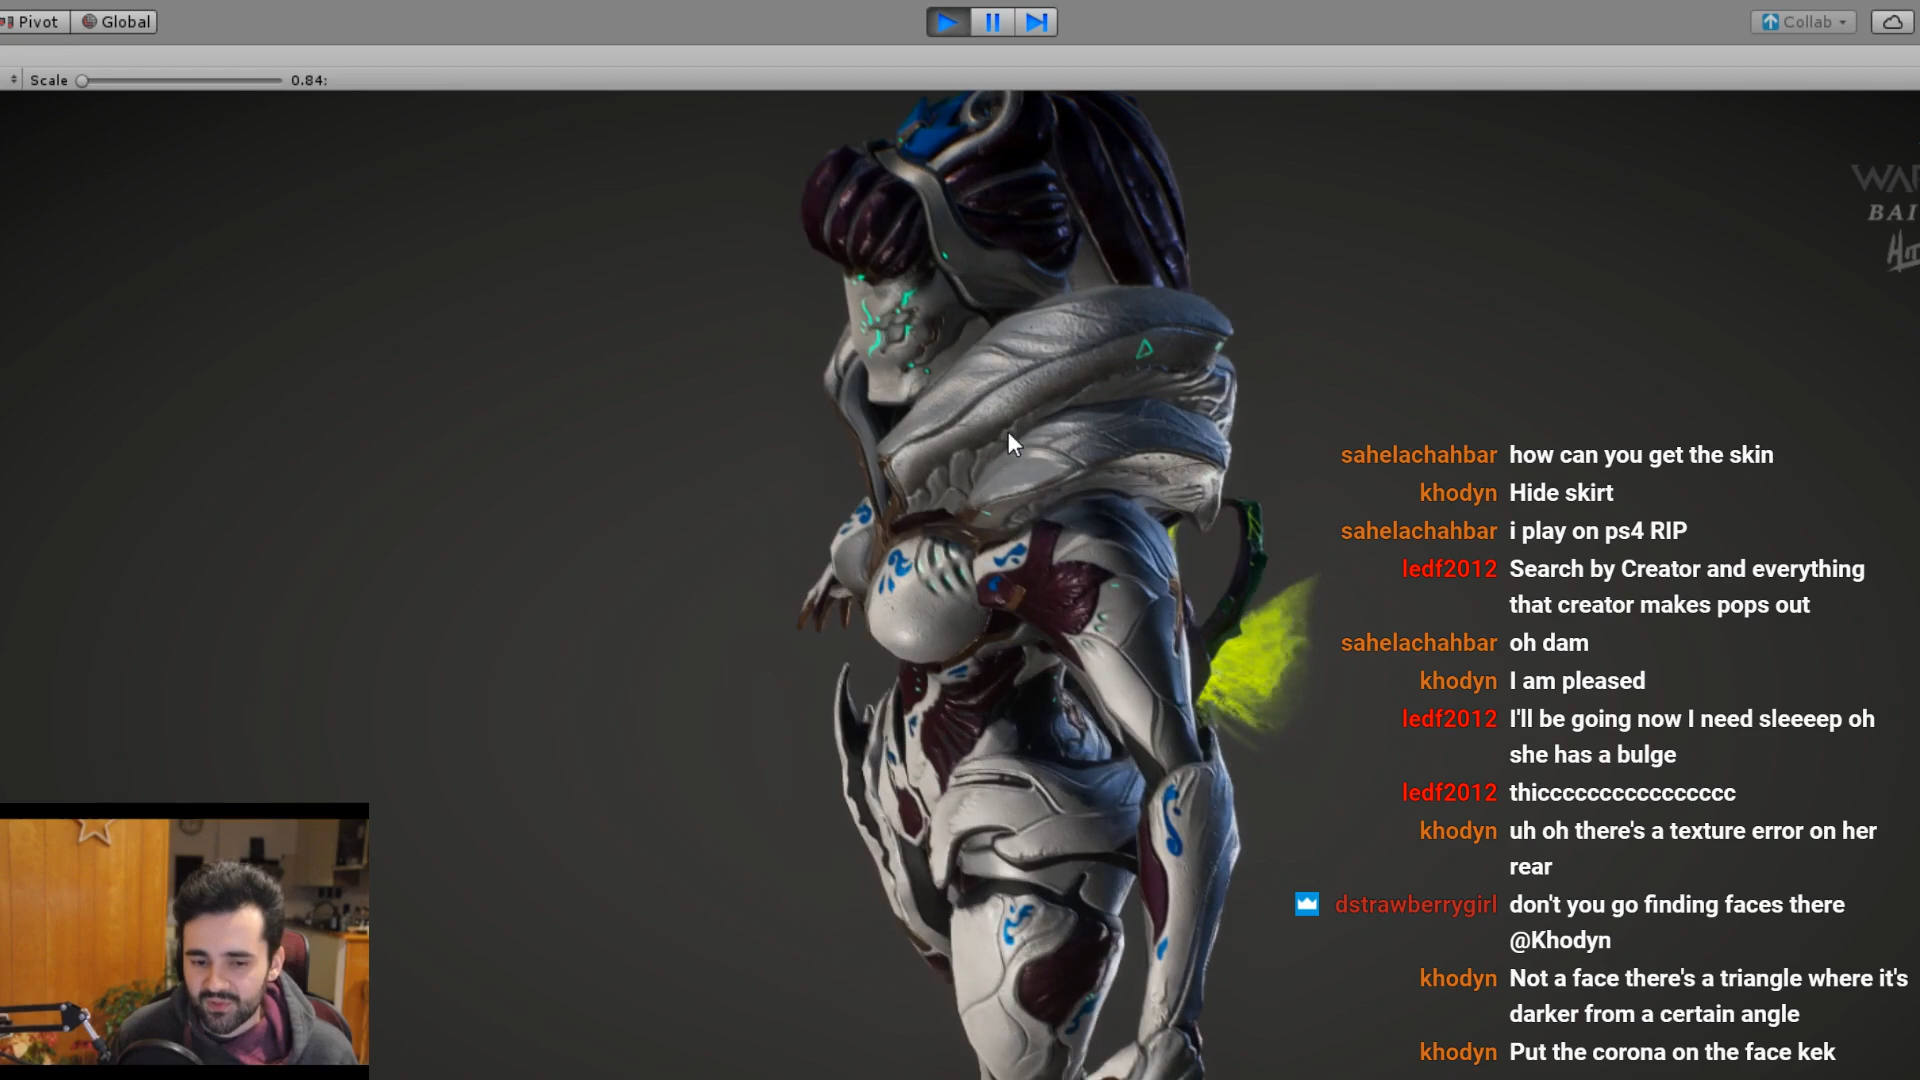 Pivot Global Collab
Scale 0.84:
WA
BAI
sahelachahbar how can you get the skin
khodyn Hide skirt
sahelachahbar i play on ps4 RIP
ledf2012 Search by Creator and everything
that creator makes pops out
sahelachahbar oh dam
khodyn I am pleased
ledf2012 I'll be going now I need sleeeep oh
she has a bulge
ledf2012 thicccccccccccccccc
khodyn uh oh there's a texture error on her
rear
dstrawberrygirl don't you go finding faces there
@Khodyn
khodyn Not a face there's a triangle where it's
darker from a certain angle
khodyn Put the corona on the face kek